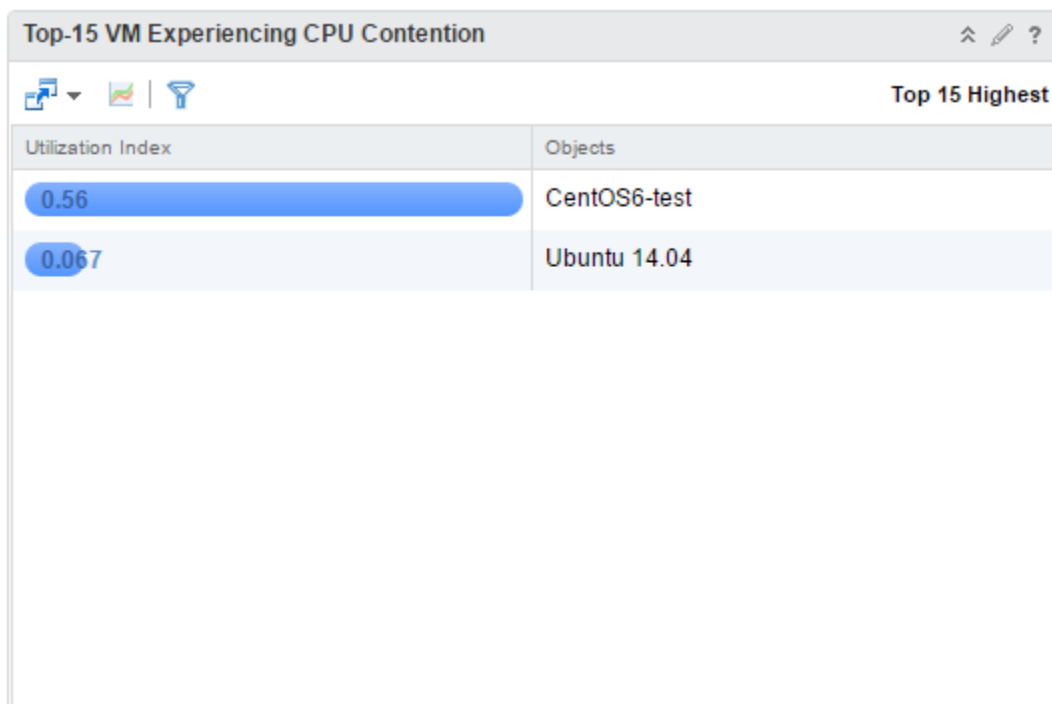 Top-15 VM Experiencing CPU Contention ?
Top 15 Highest
Utilization Index Objects
0.56 CentOS6-test
0.067 Ubuntu 14.04